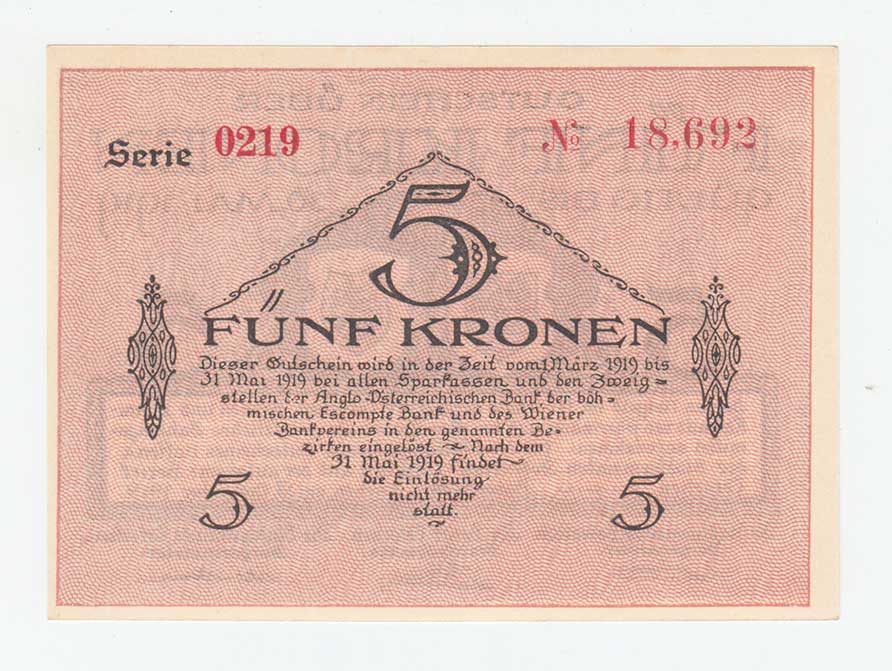 Serie 0219 № 18,692
5
FÜNF KRONEN
Dieser Gutschein wird in der Zeit vom 1 März 1919 bis
31 Mai 1919 bei allen Sparkassen und den Zweig=
stellen der Anglo-Österreichischen Bank, der böh=
mischen Escompte Bank und des Wiener
Bankvereins in den genannten Be=
zirken eingelöst. ~ Nach dem
31 Mai 1919 findet
die Einlösung
nicht mehr
statt.
5 5